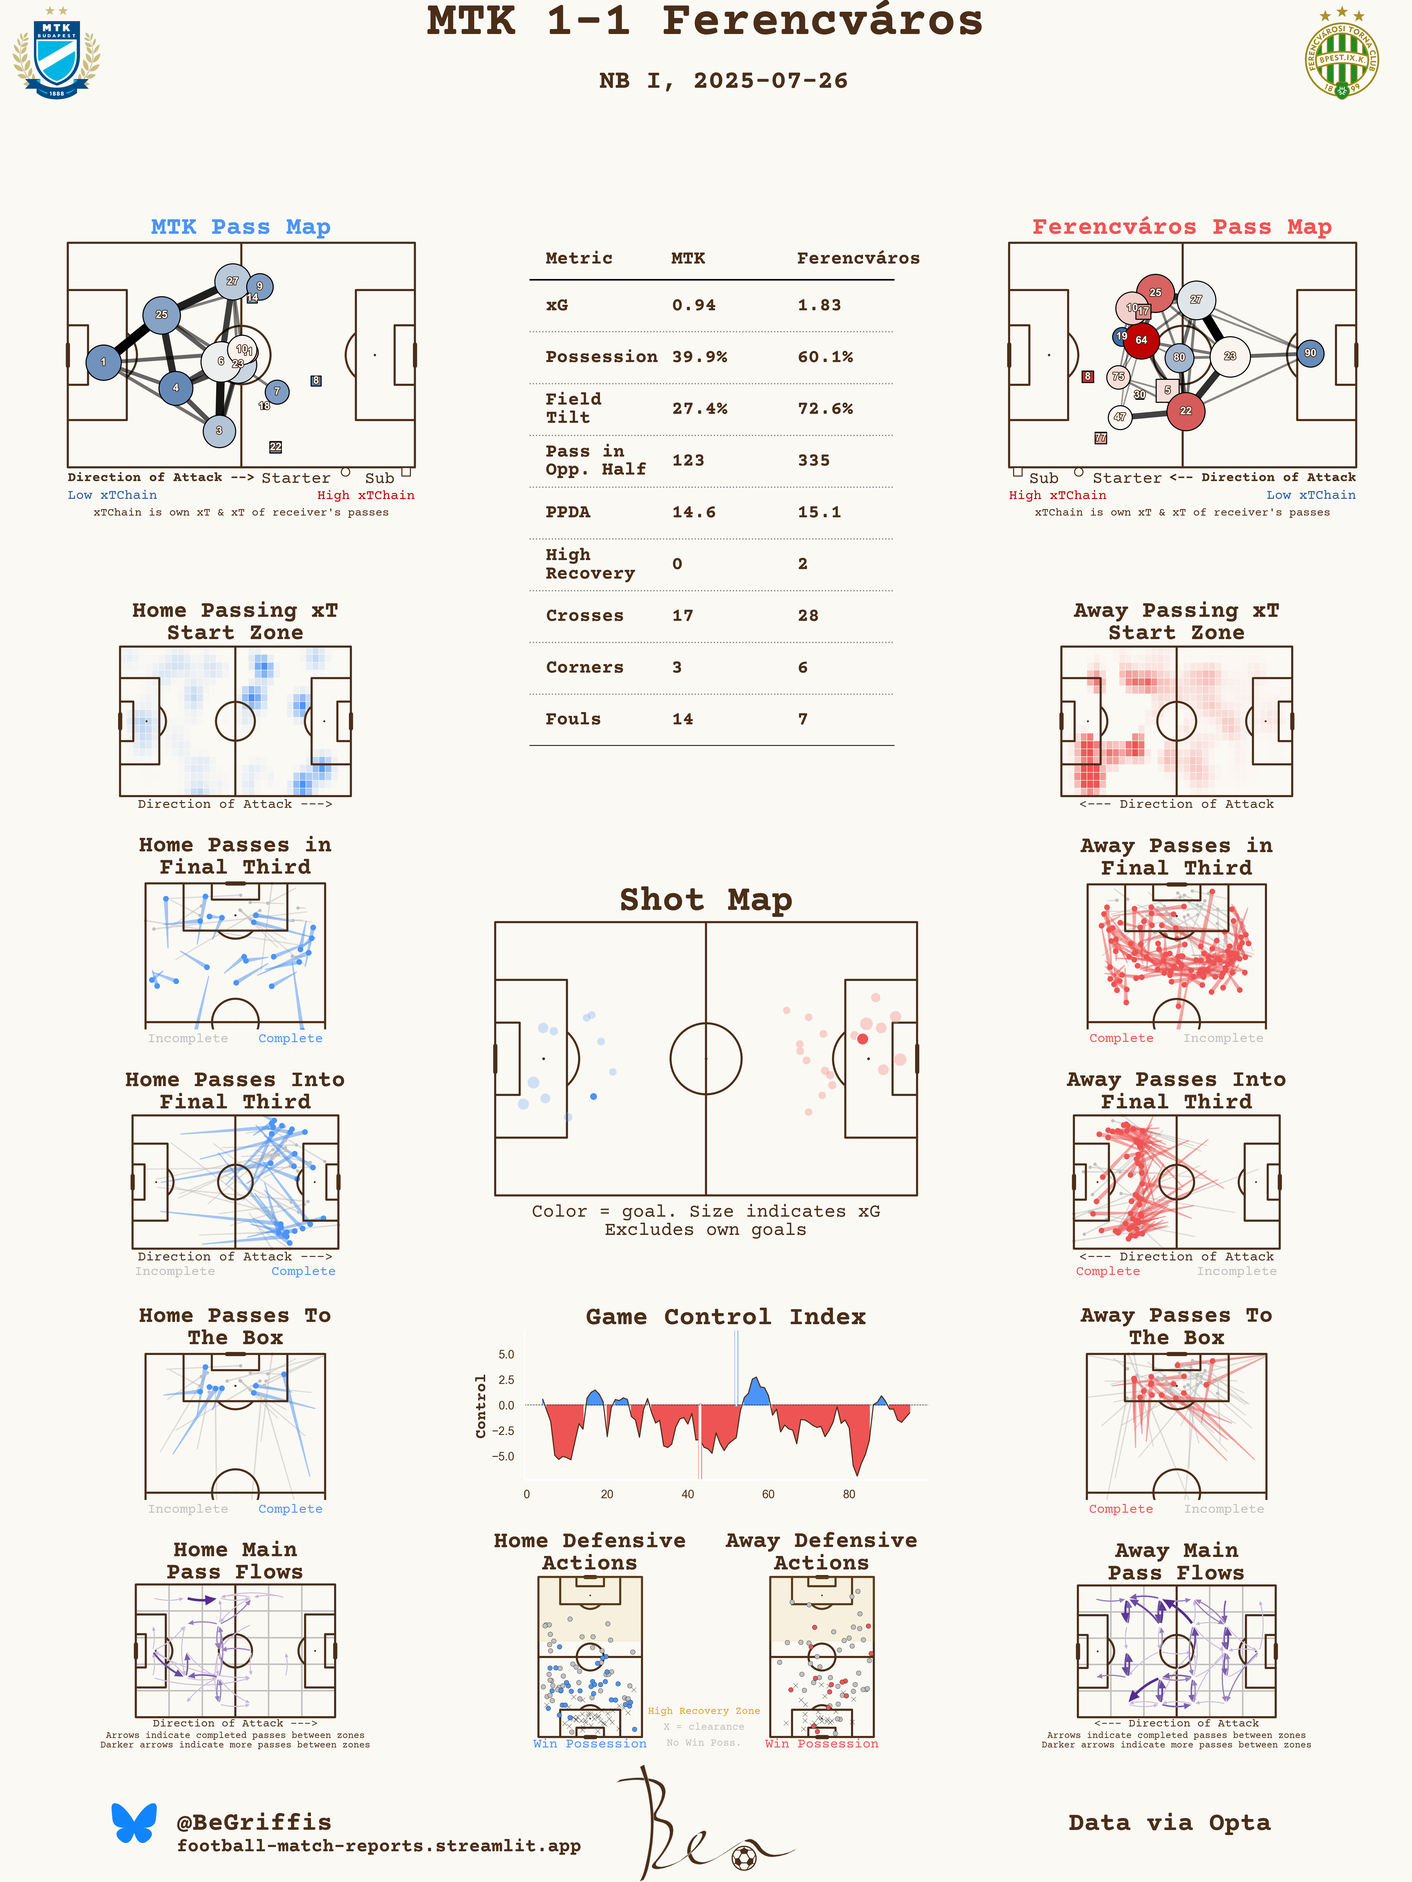 MTK 1-1 Ferencváros
NB I, 2025-07-26
MTK
BUDAPEST
1888
FERENCVÁROSI TORNA CLUB
BPEST.IX.K.
18 99
MTK Pass Map
27
9
14
25
10
6
23
1
4
7
8
18
3
22
Direction of Attack --> Starter Sub
Low xTChain High xTChain
xTChain is own xT & xT of receiver's passes
Metric MTK Ferencváros
xG 0.94 1.83
Possession 39.9% 60.1%
Field
Tilt 27.4% 72.6%
Pass in
Opp. Half 123 335
PPDA 14.6 15.1
High
Recovery 0 2
Crosses 17 28
Corners 3 6
Fouls 14 7
Ferencváros Pass Map
25
27
10
17
19
64
80
23
90
8
75
5
30
47
22
77
Sub Starter <-- Direction of Attack
High xTChain Low xTChain
xTChain is own xT & xT of receiver's passes
Home Passing xT
Start Zone
Direction of Attack --->
Away Passing xT
Start Zone
<--- Direction of Attack
Home Passes in
Final Third
Incomplete Complete
Away Passes in
Final Third
Complete Incomplete
Shot Map
Color = goal. Size indicates xG
Excludes own goals
Home Passes Into
Final Third
Direction of Attack --->
Incomplete Complete
Away Passes Into
Final Third
<--- Direction of Attack
Complete Incomplete
Game Control Index
Control
5.0
2.5
0.0
−2.5
−5.0
0 20 40 60 80
Home Passes To
The Box
Incomplete Complete
Away Passes To
The Box
Complete Incomplete
Home Main
Pass Flows
Direction of Attack --->
Arrows indicate completed passes between zones
Darker arrows indicate more passes between zones
Home Defensive
Actions
Win Possession
Away Defensive
Actions
Win Possession
High Recovery Zone
X = clearance
No Win Poss.
Away Main
Pass Flows
<--- Direction of Attack
Arrows indicate completed passes between zones
Darker arrows indicate more passes between zones
@BeGriffis
football-match-reports.streamlit.app
Ben
Data via Opta